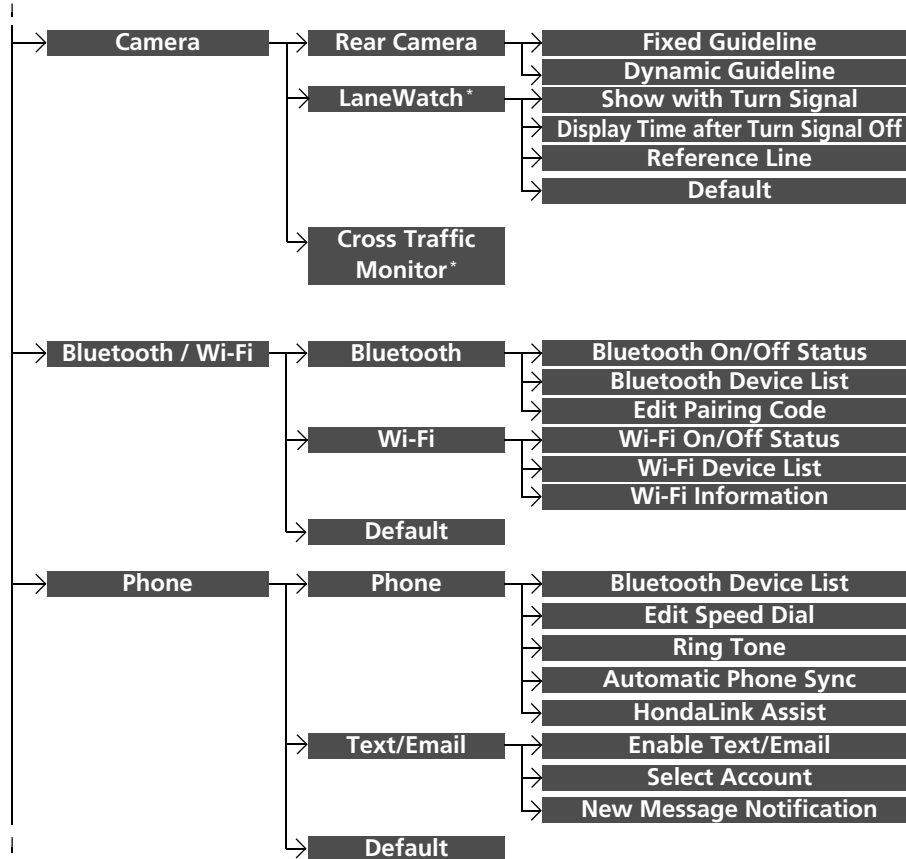 Camera
Rear Camera
Fixed Guideline
Dynamic Guideline
LaneWatch*
Show with Turn Signal
Display Time after Turn Signal Off
Reference Line
Default
Cross Traffic
Monitor*
Bluetooth / Wi-Fi
Bluetooth
Bluetooth On/Off Status
Bluetooth Device List
Edit Pairing Code
Wi-Fi
Wi-Fi On/Off Status
Wi-Fi Device List
Wi-Fi Information
Default
Phone
Phone
Bluetooth Device List
Edit Speed Dial
Ring Tone
Automatic Phone Sync
HondaLink Assist
Text/Email
Enable Text/Email
Select Account
New Message Notification
Default